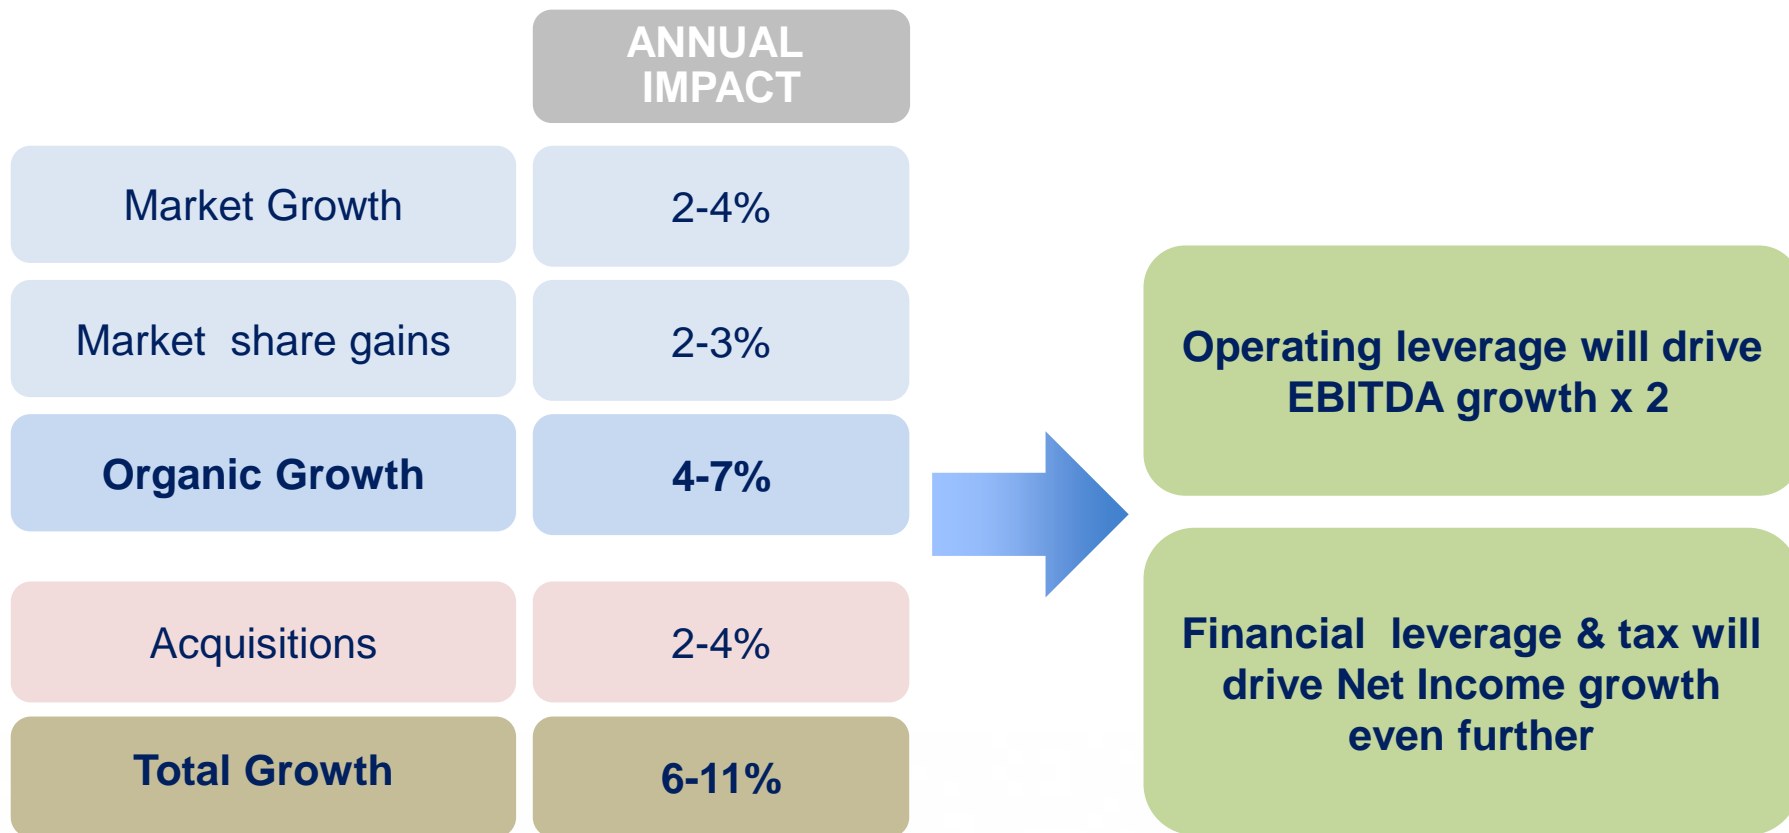 ANNUAL
IMPACT
Market Growth
2-4%
Market  share gains
2-3%
Organic Growth
4-7%
Acquisitions
2-4%
Total Growth
6-11%
Operating leverage will drive
EBITDA growth x 2
Financial  leverage & tax will
drive Net Income growth
even further